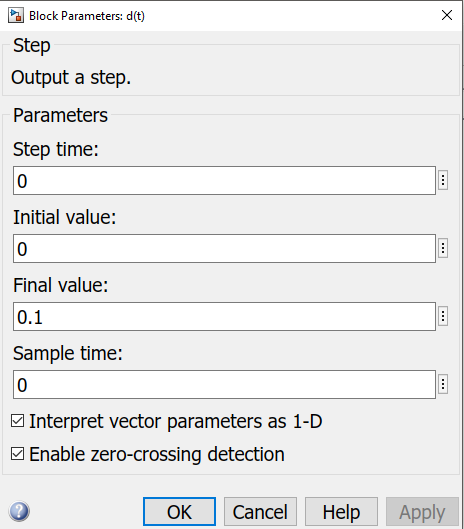 Block Parameters: d(t)
Step
Output a step.
Parameters
Step time:
0
Initial value:
0
Final value:
0.1
Sample time:
0
Interpret vector parameters as 1-D
Enable zero-crossing detection
OK Cancel Help Apply